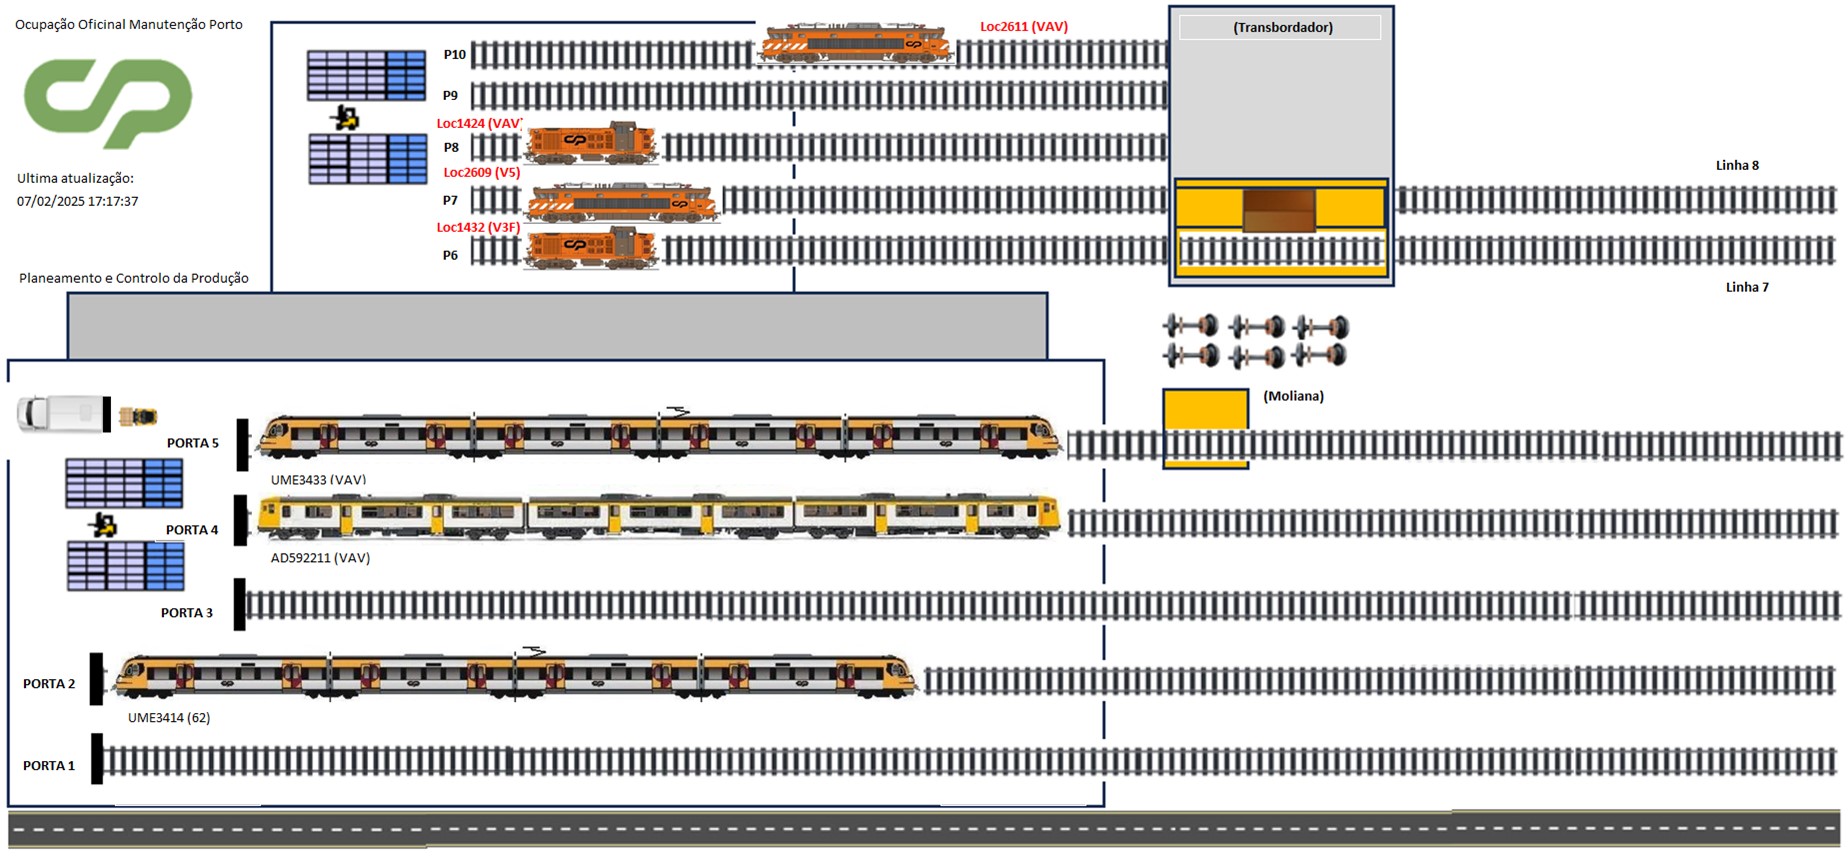 Ocupação Oficinal Manutenção Porto
Ultima atualização:
07/02/2025 17:17:37
Planeamento e Controlo da Produção
Loc2611 (VAV)
(Transbordador)
P10
P9
Loc1424 (VAV)
P8
Loc2609 (V5)
P7
Loc1432 (V3F)
P6
Linha 8
Linha 7
(Moliana)
PORTA 5
UME3433 (VAV)
PORTA 4
AD592211 (VAV)
PORTA 3
PORTA 2
UME3414 (62)
PORTA 1